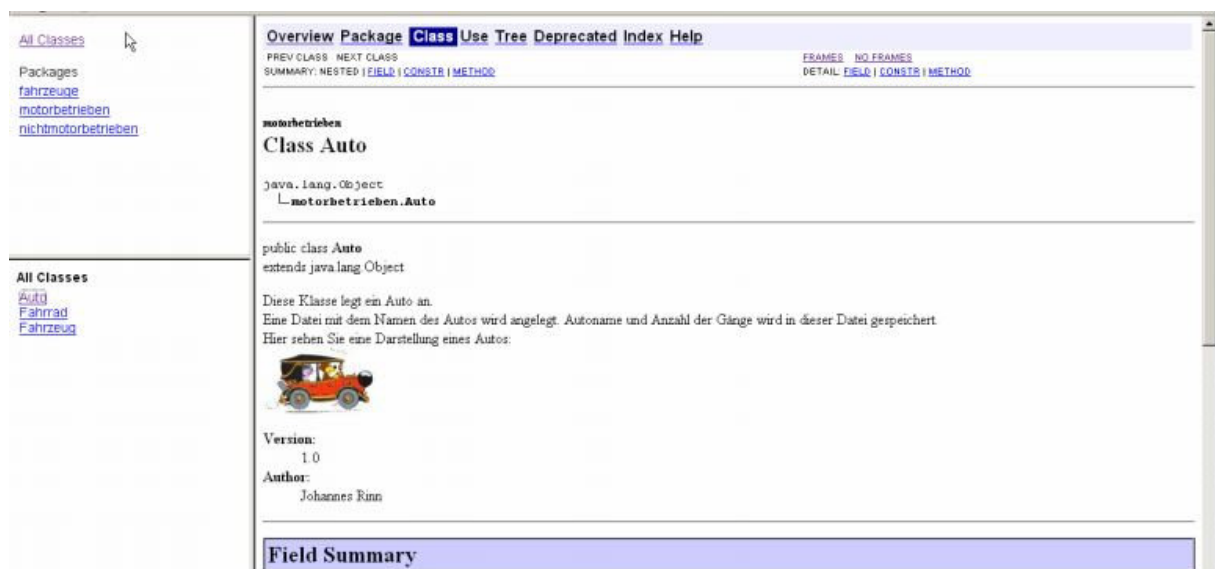 All Classes
Packages
fahrzeuge
motorbetrieben
nichtmotorbetrieben
All Classes
Auto
Fahrrad
Fahrzeug
Overview Package Class Use Tree Deprecated Index Help
PREV CLASS NEXT CLASS
FRAMES NO FRAMES
SUMMARY: NESTED | FIELD | CONSTR | METHOD
DETAIL: FIELD | CONSTR | METHOD
motorbetrieben
Class Auto
java.lang.Object
motorbetrieben.Auto
public class Auto
extends java.lang.Object
Diese Klasse legt ein Auto an.
Eine Datei mit dem Namen des Autos wird angelegt. Autoname und Anzahl der Gänge wird in dieser Datei gespeichert.
Hier sehen Sie eine Darstellung eines Autos:
Version:
1.0
Author:
Johannes Rinn
Field Summary